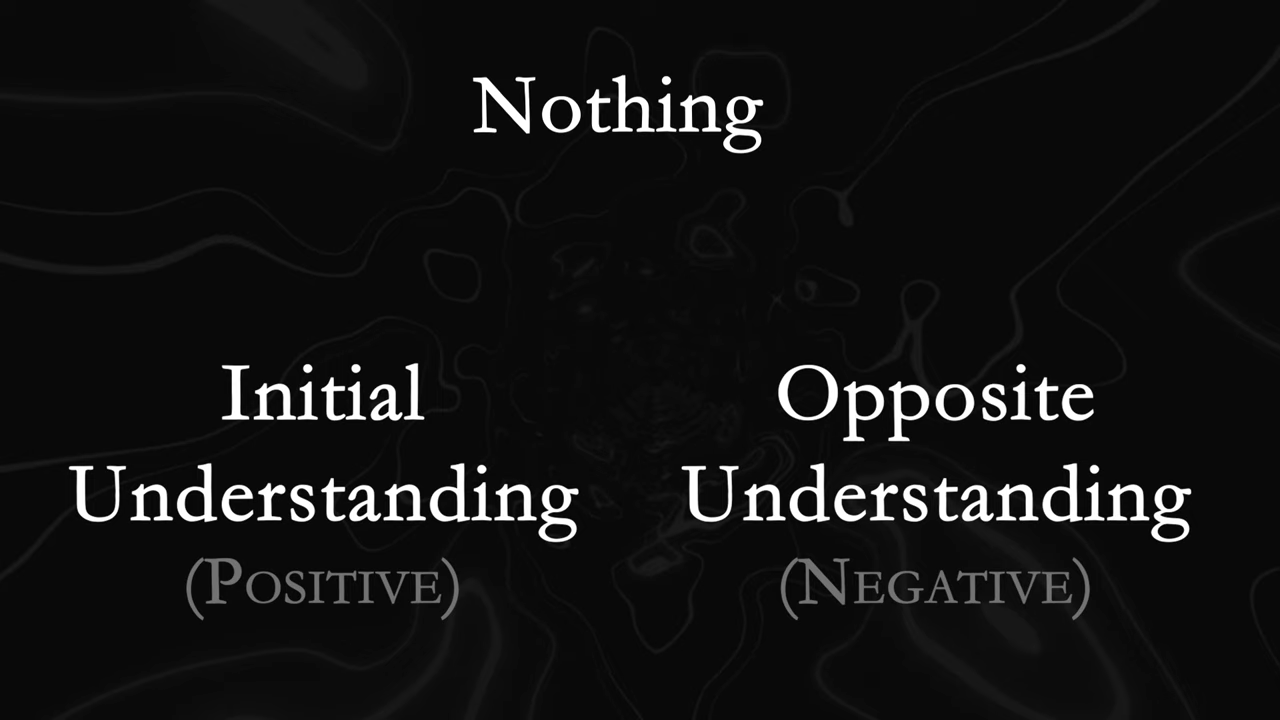 Nothing
Initial
Understanding
(Positive)
Opposite
Understanding
(Negative)